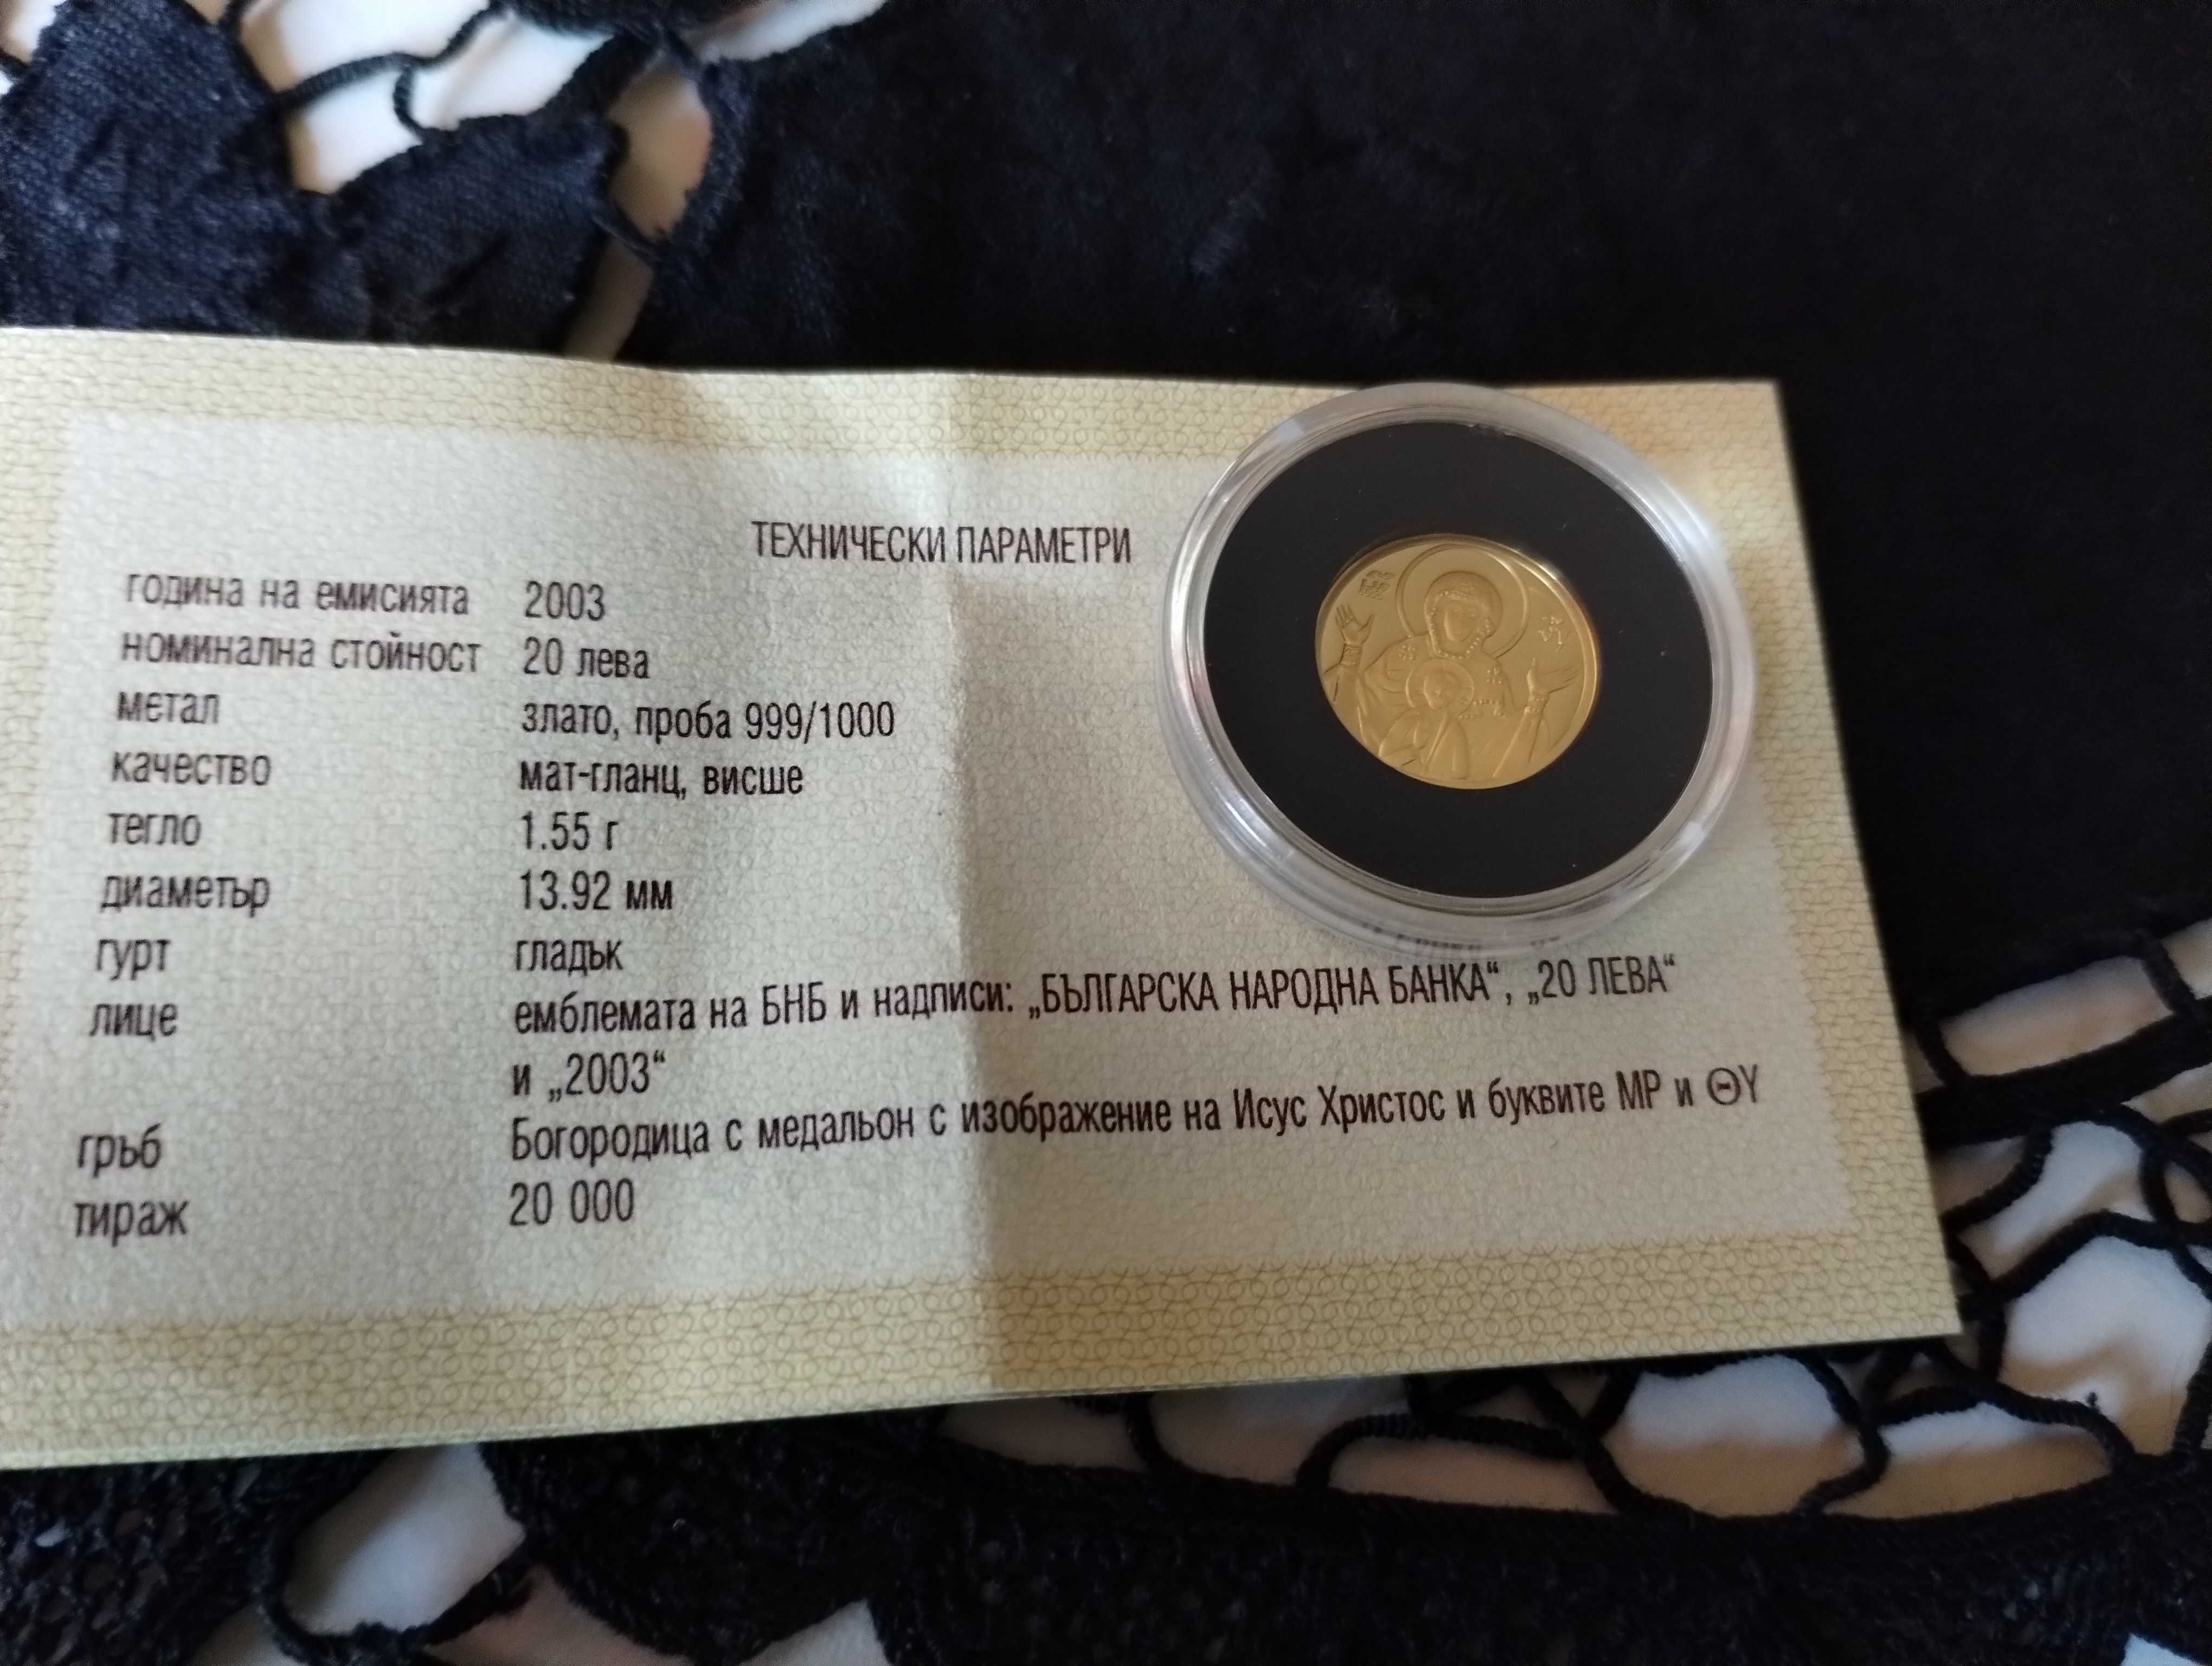 ТЕХНИЧЕСКИ ПАРАМЕТРИ
година на емисията 2003
номинална стойност 20 лева
метал злато, проба 999/1000
качество мат-гланц, висше
тегло 1.55 г
диаметър 13.92 мм
гурт гладък
лице емблемата на БНБ и надписи: „БЪЛГАРСКА НАРОДНА БАНКА“, „20 ЛЕВА“
и „2003“
гръб Богородица с медальон с изображение на Исус Христос и буквите МР и ΘΥ
тираж 20 000